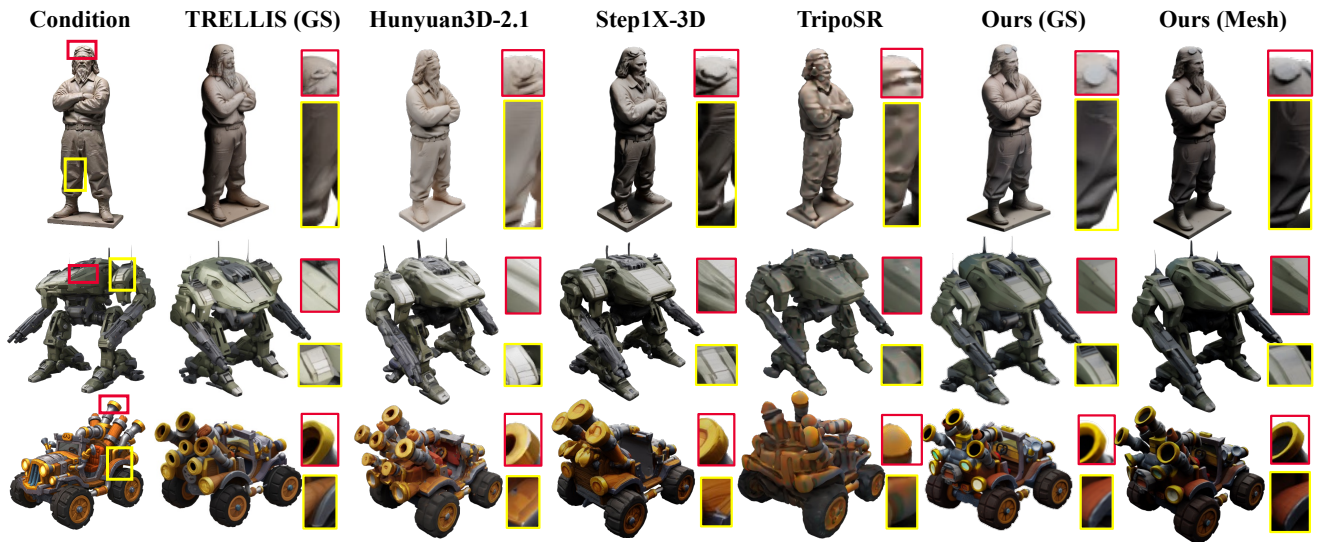 Condition TRELLIS (GS) Hunyuan3D-2.1 Step1X-3D TripoSR Ours (GS) Ours (Mesh)